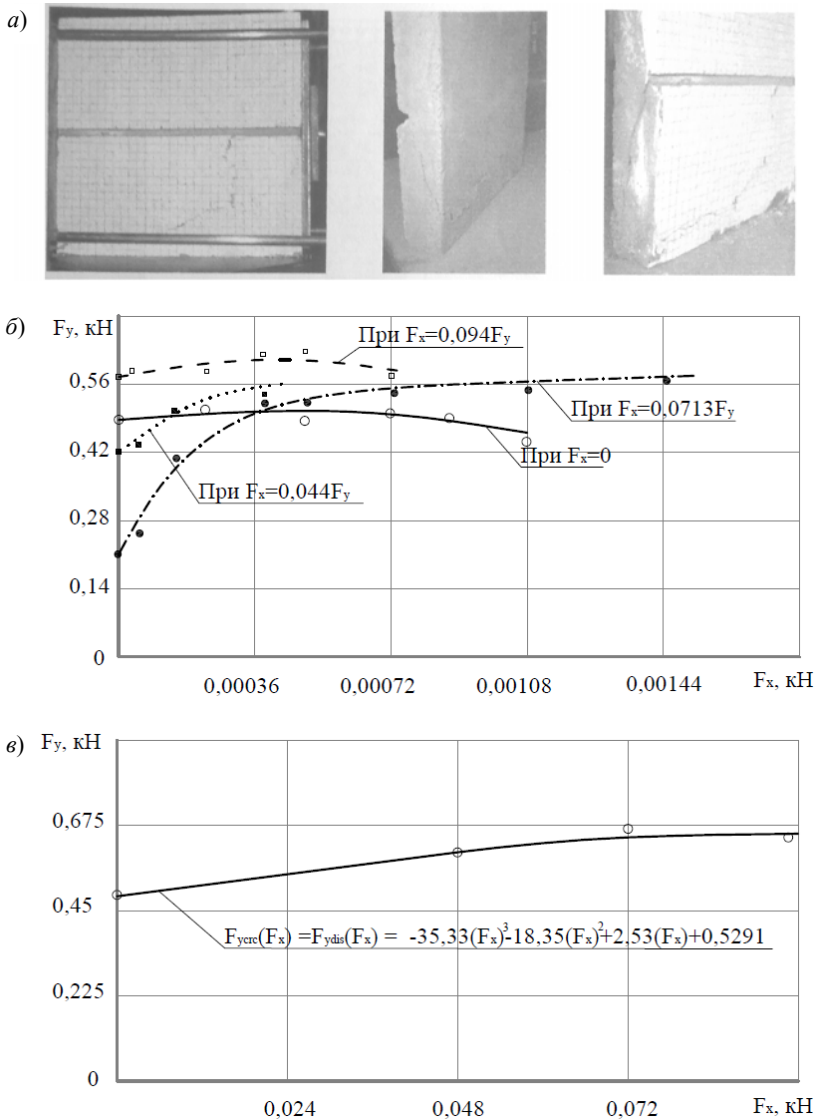 а)
б)
Fy, кН
При Fx=0,094Fy
0,56
При Fx=0,0713Fy
0,42
При Fx=0
При Fx=0,044Fy
0,28
0,14
0
0,00036 0,00072 0,00108 0,00144 Fx, кН
в)
Fy, кН
0,675
0,45
Fycrc(Fx) =Fydis(Fx) = -35,33(Fx)³-18,35(Fx)²+2,53(Fx)+0,5291
0,225
0
0,024 0,048 0,072 Fx, кН